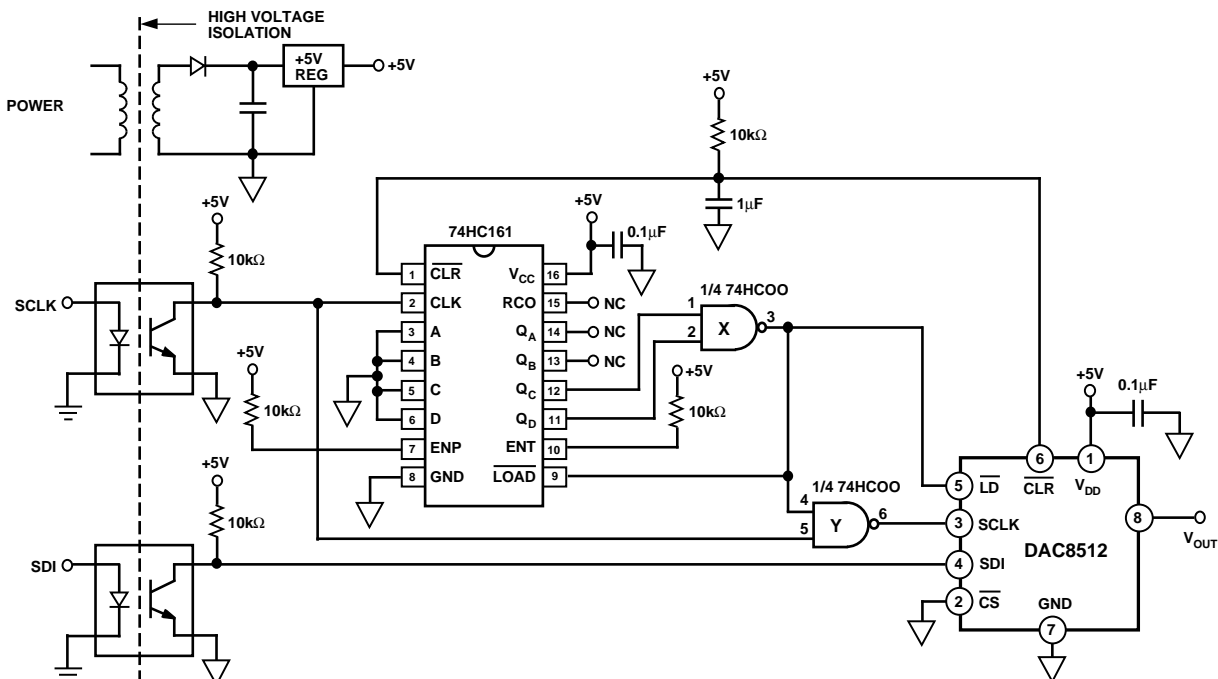 HIGH VOLTAGE
ISOLATION
+5V
REG
+5V
POWER
+5V
10kΩ
1µF
+5V
10kΩ
+5V
0.1µF
74HC161
SCLK
1 CLR
2 CLK
3 A
4 B
5 C
6 D
7 ENP
8 GND
VCC 16
RCO 15 NC
QA 14 NC
QB 13 NC
QC 12
QD 11
ENT 10
LOAD 9
+5V
10kΩ
1/4 74HCOO
1
2
X
3
+5V
10kΩ
1/4 74HCOO
4
5
Y
6
+5V
10kΩ
SDI
+5V
0.1µF
5 LD
6
CLR
1
VDD
3 SCLK
4 SDI
2 CS
DAC8512
GND
7
8
VOUT